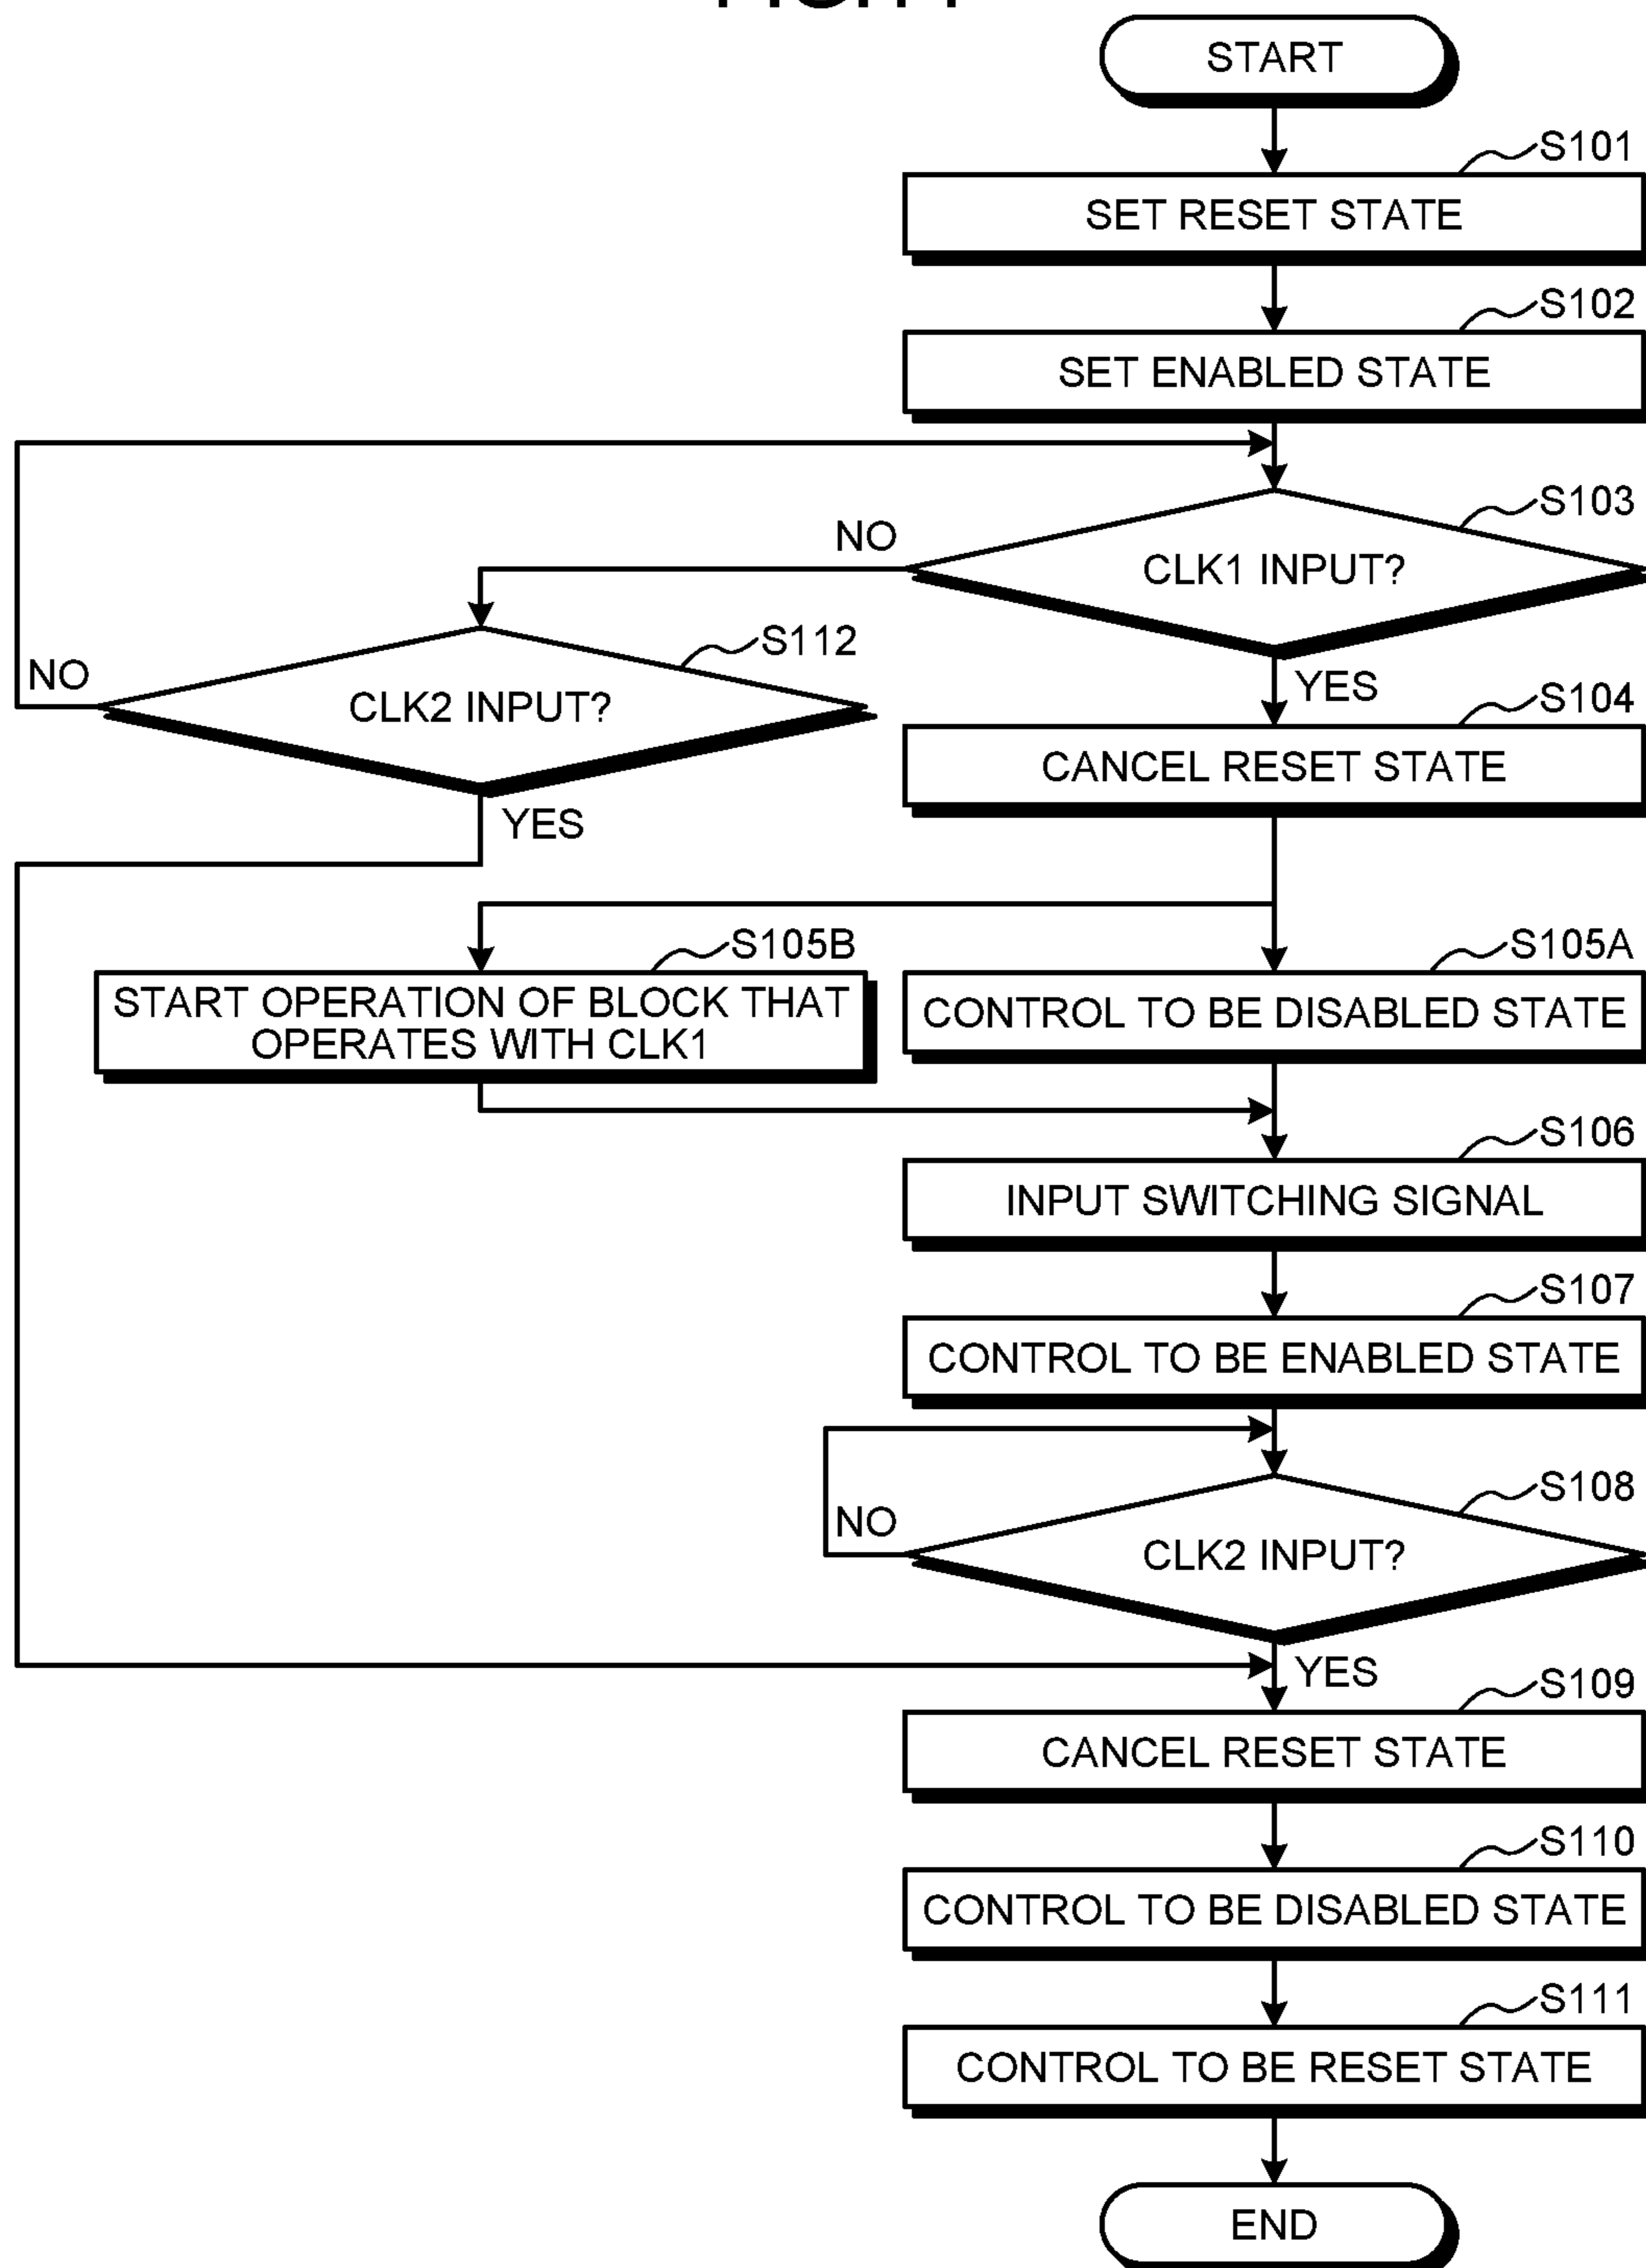 START
S101
SET RESET STATE
S102
SET ENABLED STATE
S103
NO
CLK1 INPUT?
S112
NO
CLK2 INPUT?
YES
S104
CANCEL RESET STATE
YES
S105B
S105A
START OPERATION OF BLOCK THAT
OPERATES WITH CLK1
CONTROL TO BE DISABLED STATE
S106
INPUT SWITCHING SIGNAL
S107
CONTROL TO BE ENABLED STATE
S108
NO
CLK2 INPUT?
YES
S109
CANCEL RESET STATE
S110
CONTROL TO BE DISABLED STATE
S111
CONTROL TO BE RESET STATE
END